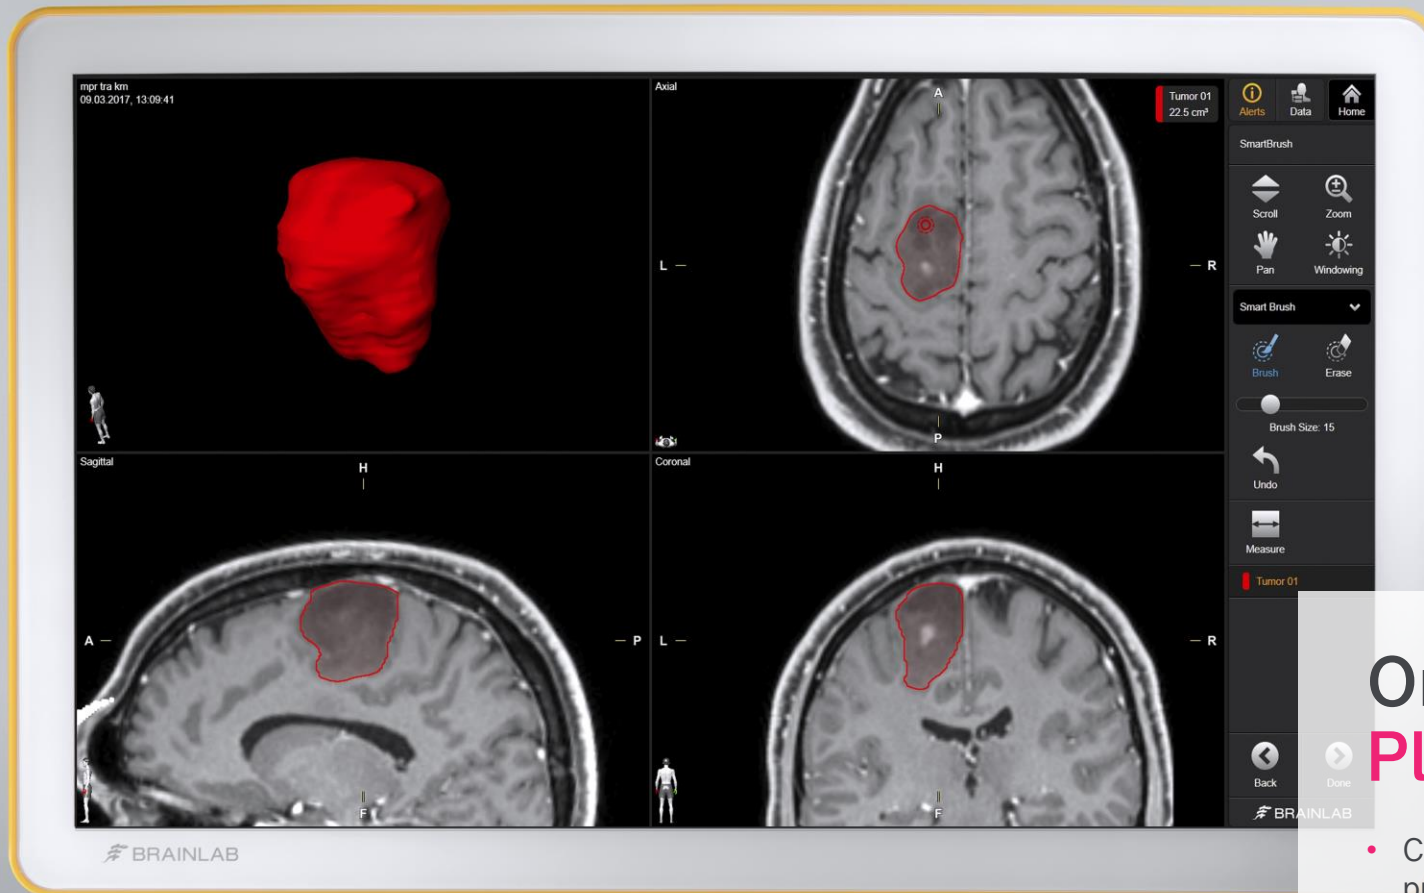 mpr tra km
09.03.2017, 13:09:41
Axial
A
Tumor 01
22.5 cm³
L
R
P
Sagittal
H
A
P
F
Coronal
H
L
R
F
Alerts
Data
Home
SmartBrush
Scroll
Zoom
Pan
Windowing
Smart Brush
Brush
Erase
Brush Size: 15
Undo
Measure
Tumor 01
Back
Done
BRAINLAB
BRAINLAB